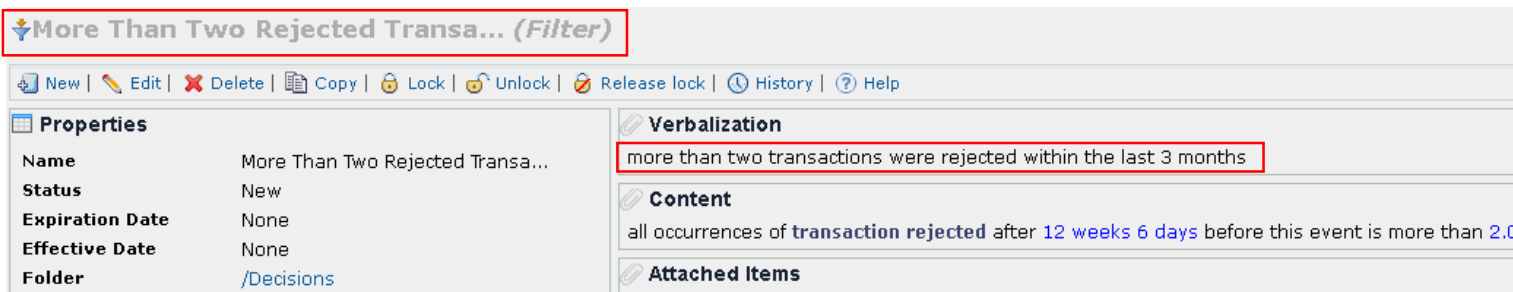 More Than Two Rejected Transa... (Filter)
New | Edit | Delete | Copy | Lock | Unlock | Release lock | History | Help
Properties
Name More Than Two Rejected Transa...
Status New
Expiration Date None
Effective Date None
Folder /Decisions
Verbalization
more than two transactions were rejected within the last 3 months
Content
all occurrences of transaction rejected after 12 weeks 6 days before this event is more than 2.0
Attached Items